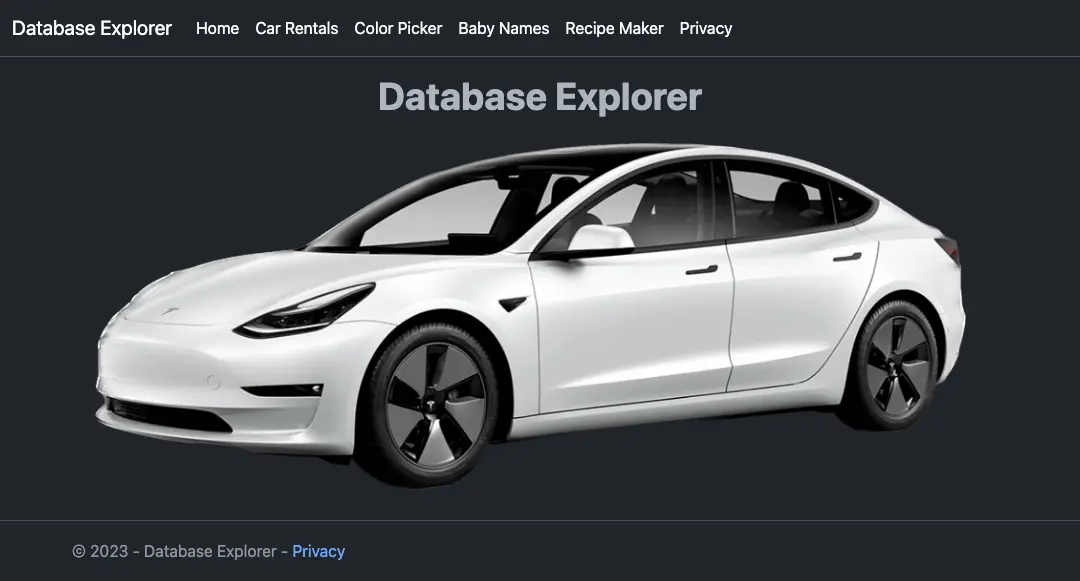 Database Explorer Home Car Rentals Color Picker Baby Names Recipe Maker Privacy
Database Explorer
© 2023 - Database Explorer - Privacy